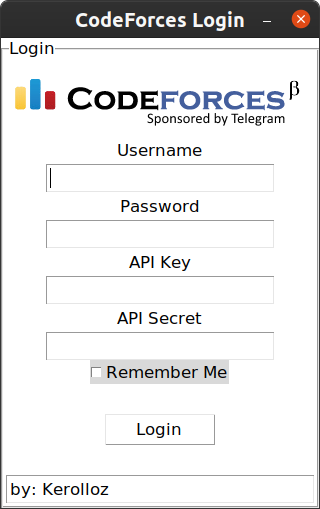 CodeForces Login
Login
CODEFORCES β
Sponsored by Telegram
Username
Password
API Key
API Secret
Remember Me
Login
by: Kerolloz